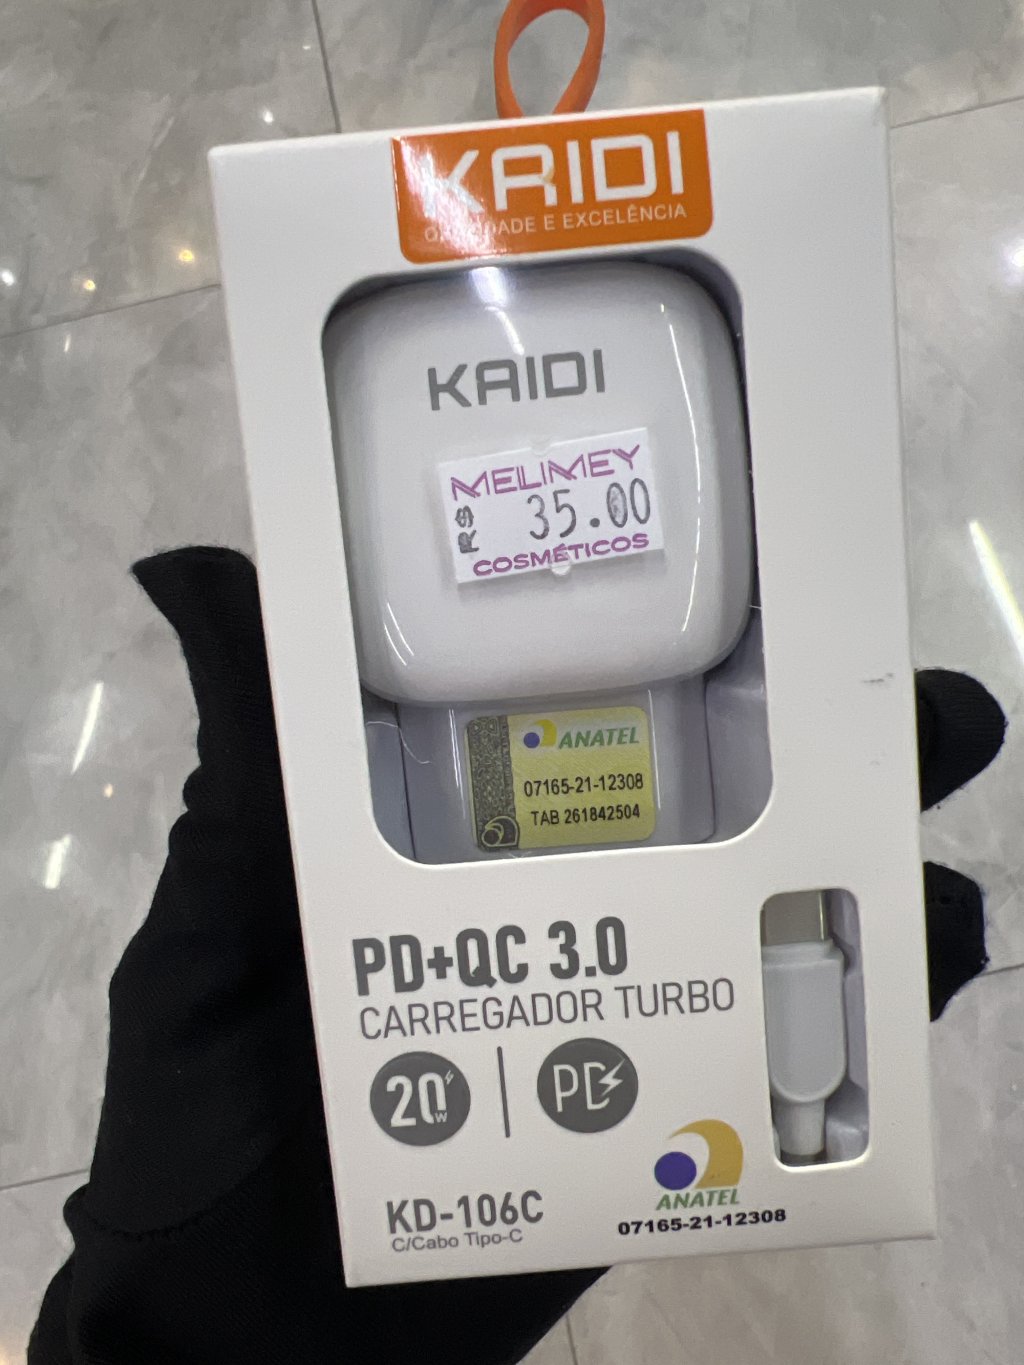 KAIDI
QUALIDADE E EXCELÊNCIA
KAIDI
MELIMEY
R$ 35.00
COSMÉTICOS
ANATEL
07165-21-12308
TAB 261842504
PD+QC 3.0
CARREGADOR TURBO
20W
PD
KD-106C
C/Cabo Tipo-C
ANATEL
07165-21-12308